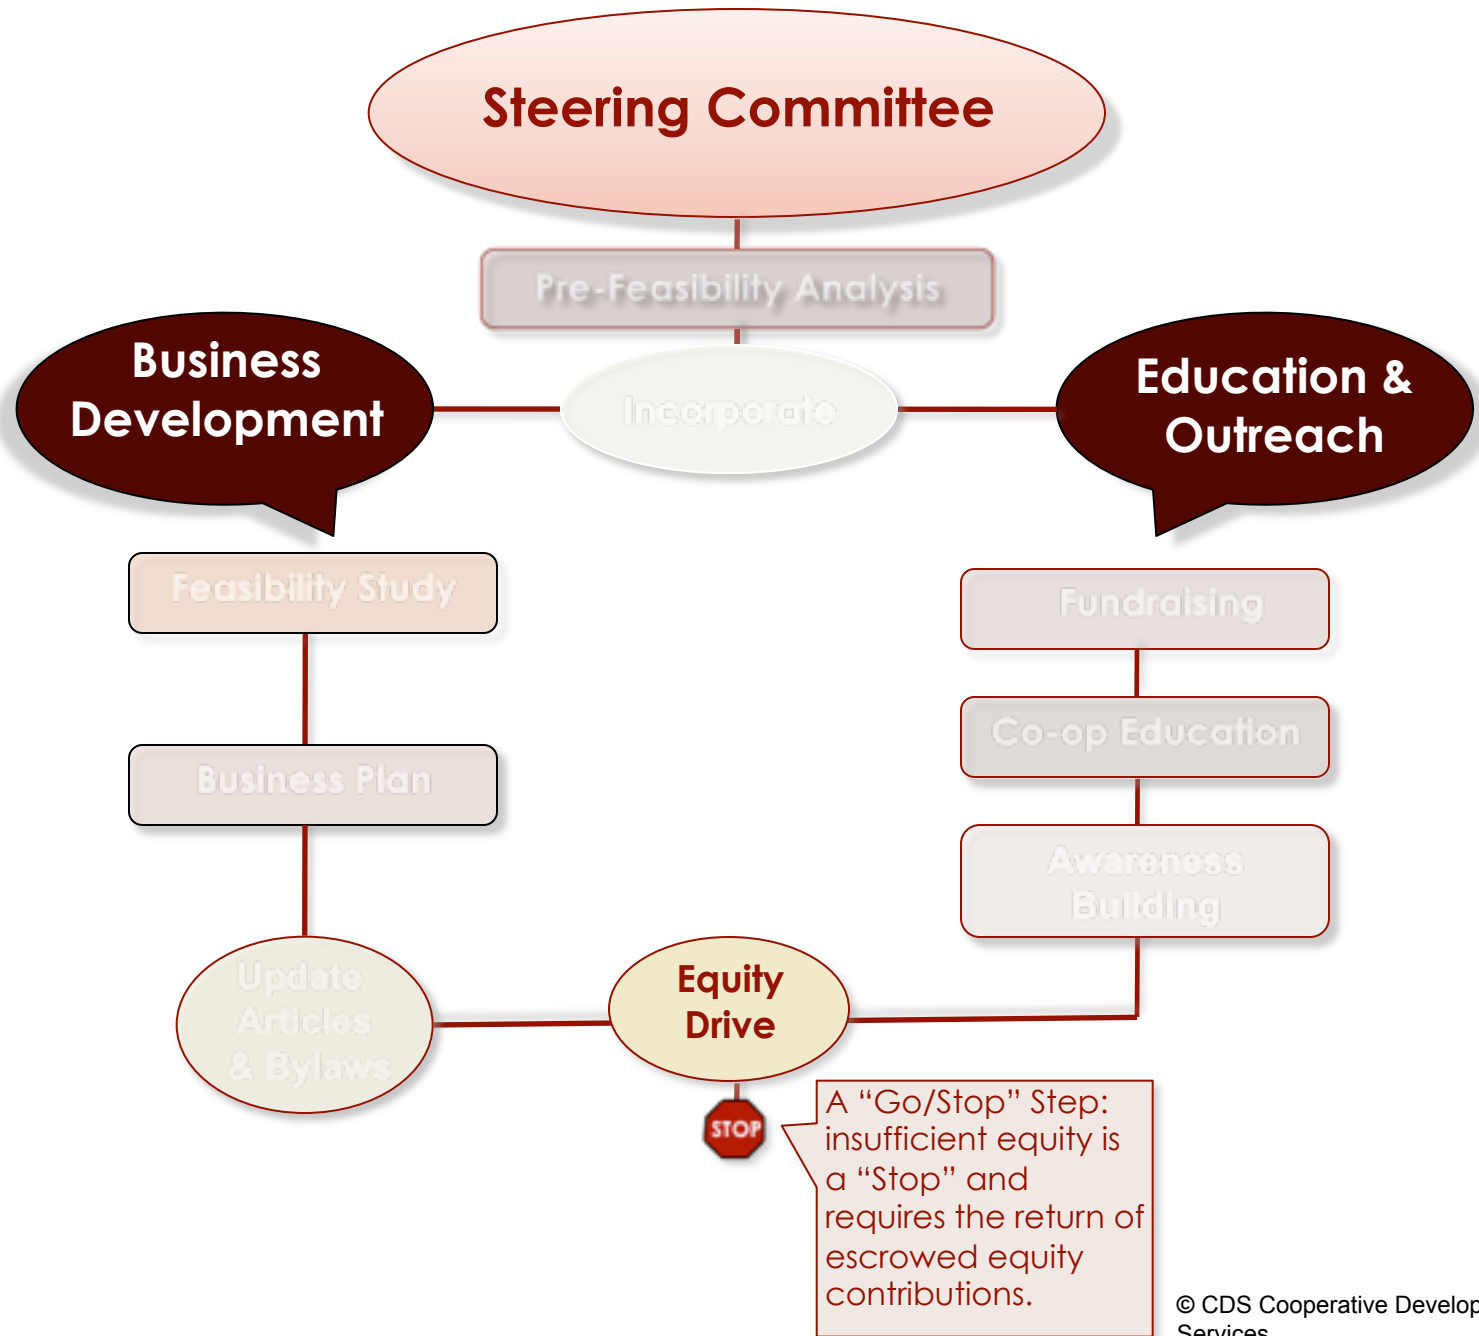 Steering Committee
Pre-Feasibility Analysis
Business
Development
Incorporate
Education &
Outreach
Feasibility Study
Fundraising
Co-op Education
Business Plan
Awareness
Building
Update
Articles
& Bylaws
Equity
Drive
STOP
A “Go/Stop” Step:
insufficient equity is
a “Stop” and
requires the return of
escrowed equity
contributions.
© CDS Cooperative Develop
Services